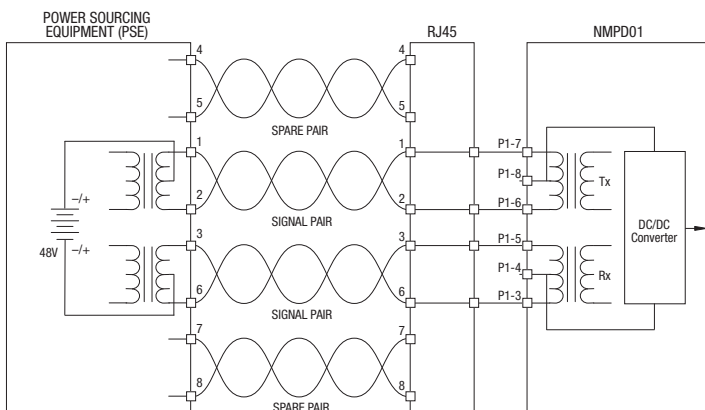 POWER SOURCING
EQUIPMENT (PSE)
RJ45
NMPD01
4
4
5
5
SPARE PAIR
1
1
P1-7
P1-8
Tx
–/+
2
2
P1-6
SIGNAL PAIR
DC/DC
Converter
3
3
P1-5
48V
–/+
P1-4
Rx
6
6
P1-3
SIGNAL PAIR
7
7
8
8
SPARE PAIR